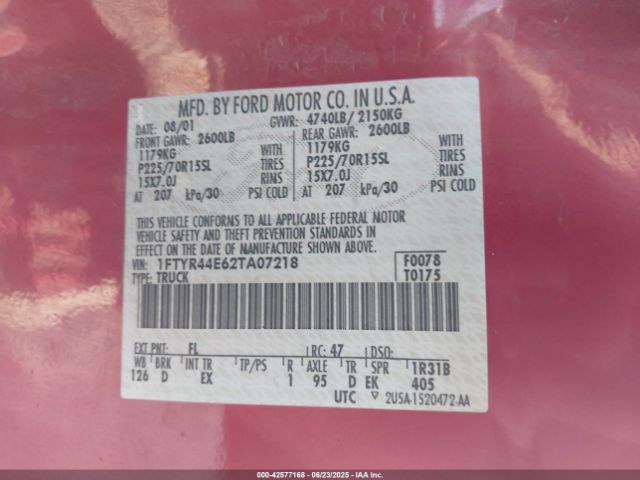 MFD. BY FORD MOTOR CO. IN U.S.A.
DATE: 08/01 GVWR: 4740LB/ 2150KG
FRONT GAWR: 2600LB REAR GAWR: 2600LB
1179KG WITH 1179KG WITH
P225/70R15SL TIRES P225/70R15SL TIRES
15X7.0J RIMS 15X7.0J RIMS
AT 207 kPa/30 PSI COLD AT 207 kPa/30 PSI COLD
THIS VEHICLE CONFORMS TO ALL APPLICABLE FEDERAL MOTOR
VEHICLE SAFETY AND THEFT PREVENTION STANDARDS IN
EFFECT ON THE DATE OF MANUFACTURE SHOWN ABOVE.
VIN: 1FTYR44E62TA07218 F0078
TYPE: TRUCK T0175
EXT PNT: FL RC: 47 DSO:
WB BRK INT TR TP/PS R AXLE TR SPR 1R31B
126 D EX 1 95 D EK 405
UTC ▽ 2U5A-1520472-AA
000-42577168 - 06/23/2025 - IAA Inc.